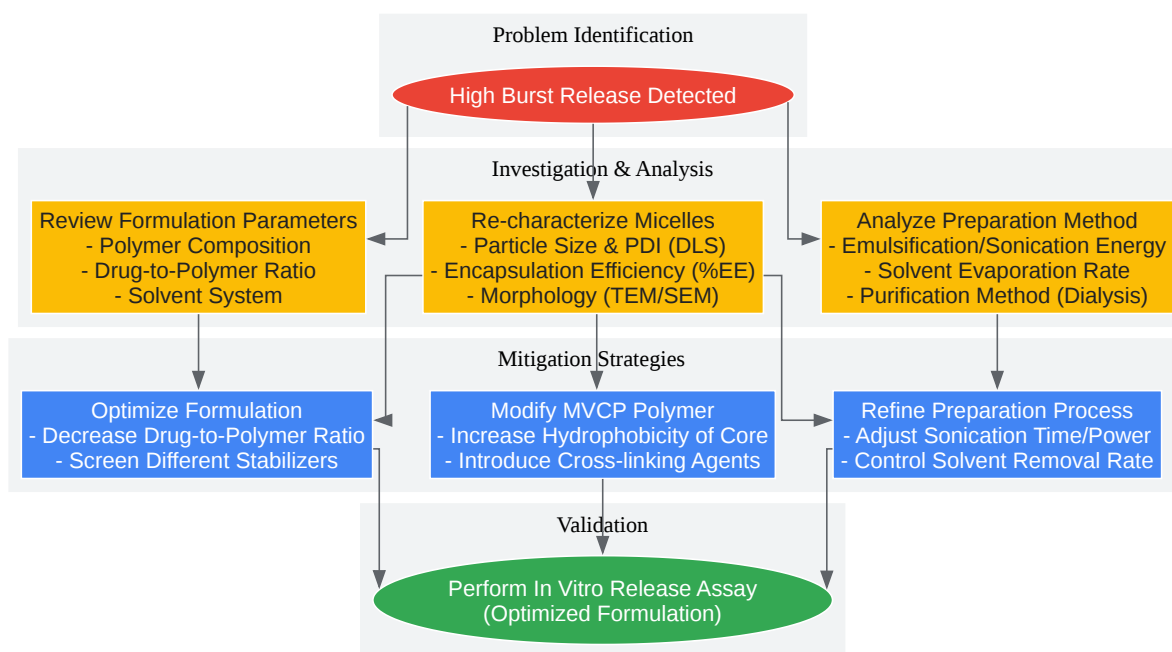 Problem Identification
High Burst Release Detected
Investigation & Analysis
Review Formulation Parameters
- Polymer Composition
- Drug-to-Polymer Ratio
- Solvent System
Re-characterize Micelles
- Particle Size & PDI (DLS)
- Encapsulation Efficiency (%EE)
- Morphology (TEM/SEM)
Analyze Preparation Method
- Emulsification/Sonication Energy
- Solvent Evaporation Rate
- Purification Method (Dialysis)
Mitigation Strategies
Optimize Formulation
- Decrease Drug-to-Polymer Ratio
- Screen Different Stabilizers
Modify MVCP Polymer
- Increase Hydrophobicity of Core
- Introduce Cross-linking Agents
Refine Preparation Process
- Adjust Sonication Time/Power
- Control Solvent Removal Rate
Validation
Perform In Vitro Release Assay
(Optimized Formulation)